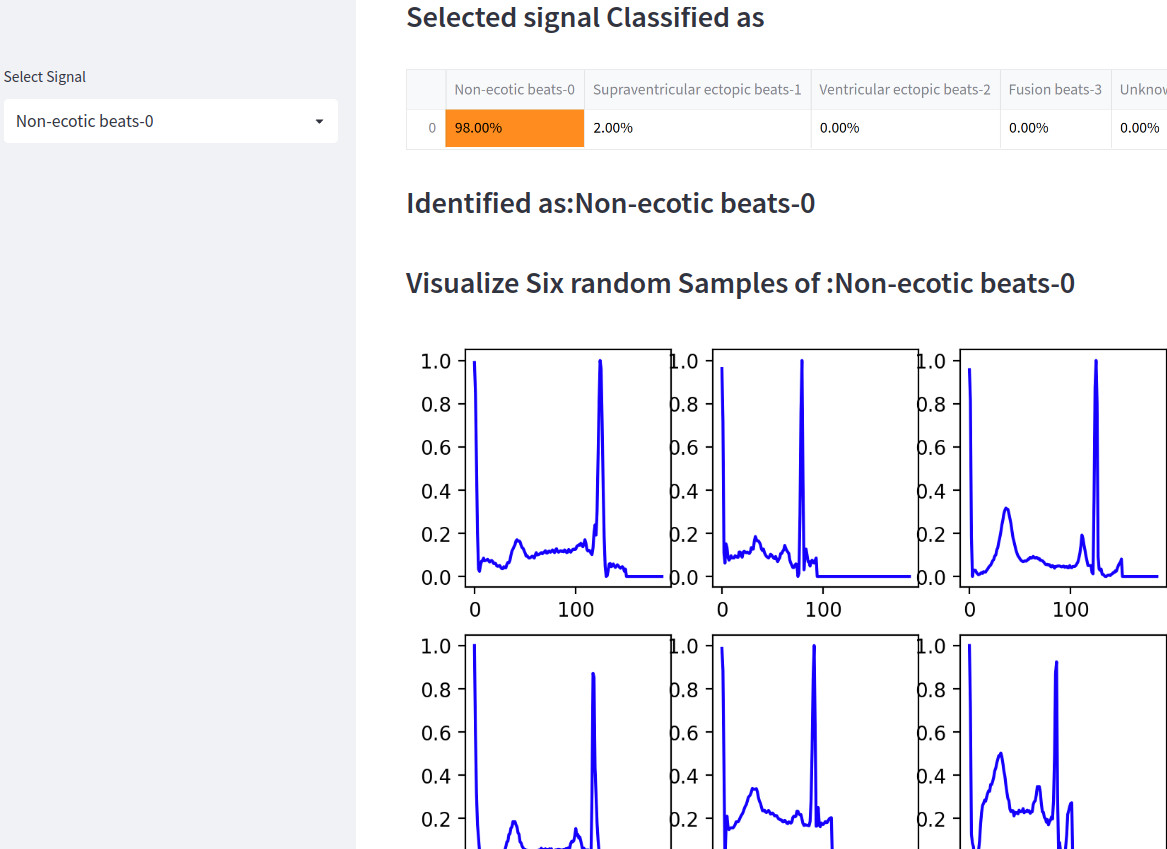 Selected signal Classified as
Select Signal
Non-ecotic beats-0
Non-ecotic beats-0 Supraventricular ectopic beats-1 Ventricular ectopic beats-2 Fusion beats-3
0 98.00% 2.00% 0.00% 0.00% 0.00%
Identified as:Non-ecotic beats-0
Visualize Six random Samples of :Non-ecotic beats-0
1.0 1.0 1.0
0.8 0.8 0.8
0.6 0.6 0.6
0.4 0.4 0.4
0.2 0.2 0.2
0.0 0.0 0.0
0 100 0 100 0 100
1.0 1.0 1.0
0.8 0.8 0.8
0.6 0.6 0.6
0.4 0.4 0.4
0.2 0.2 0.2